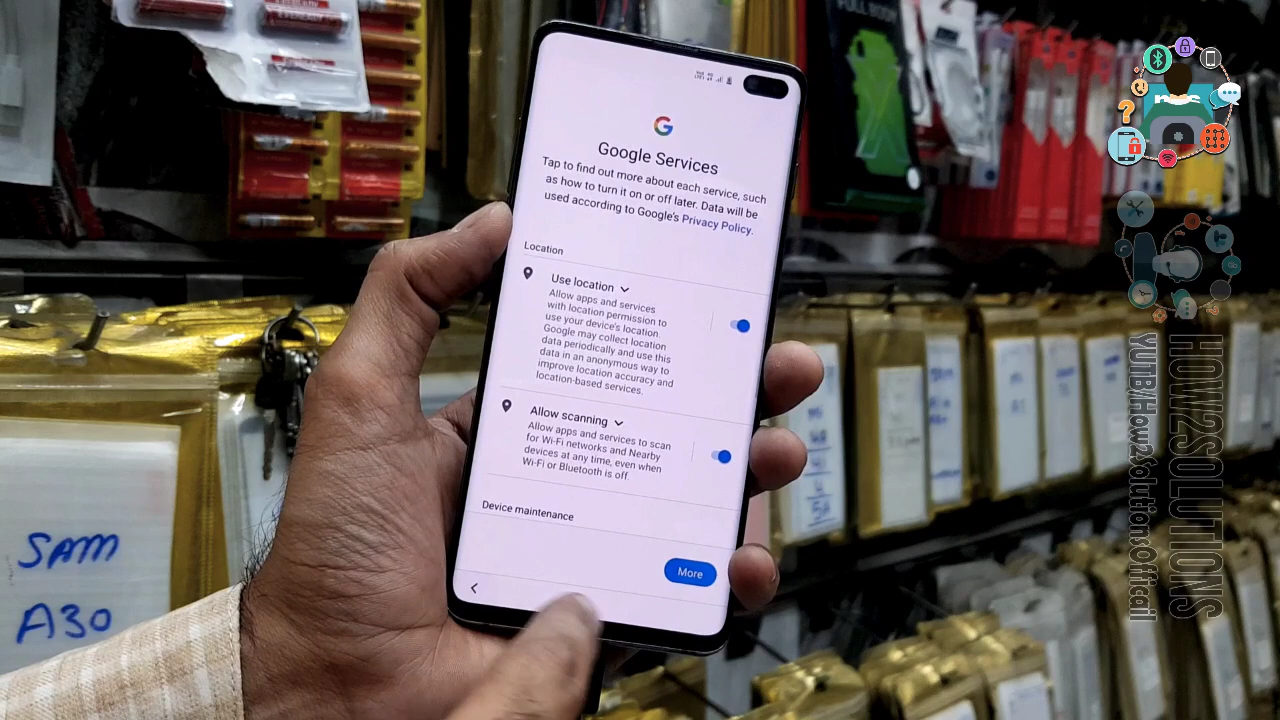 FULL BODY
Google Services
Tap to find out more about each service, such
as how to turn it on or off later. Data will be
used according to Google's Privacy Policy.
Location
Use location
Allow apps and services
with location permission to
use your device's location.
Google may collect location
data periodically and use this
data in an anonymous way to
improve location accuracy and
location-based services.
Allow scanning
Allow apps and services to scan
for Wi-Fi networks and Nearby
devices at any time, even when
Wi-Fi or Bluetooth is off.
Device maintenance
More
SAM
A30
HOW2SOLUTIONS
YUTB/How2SolutionsOffcail